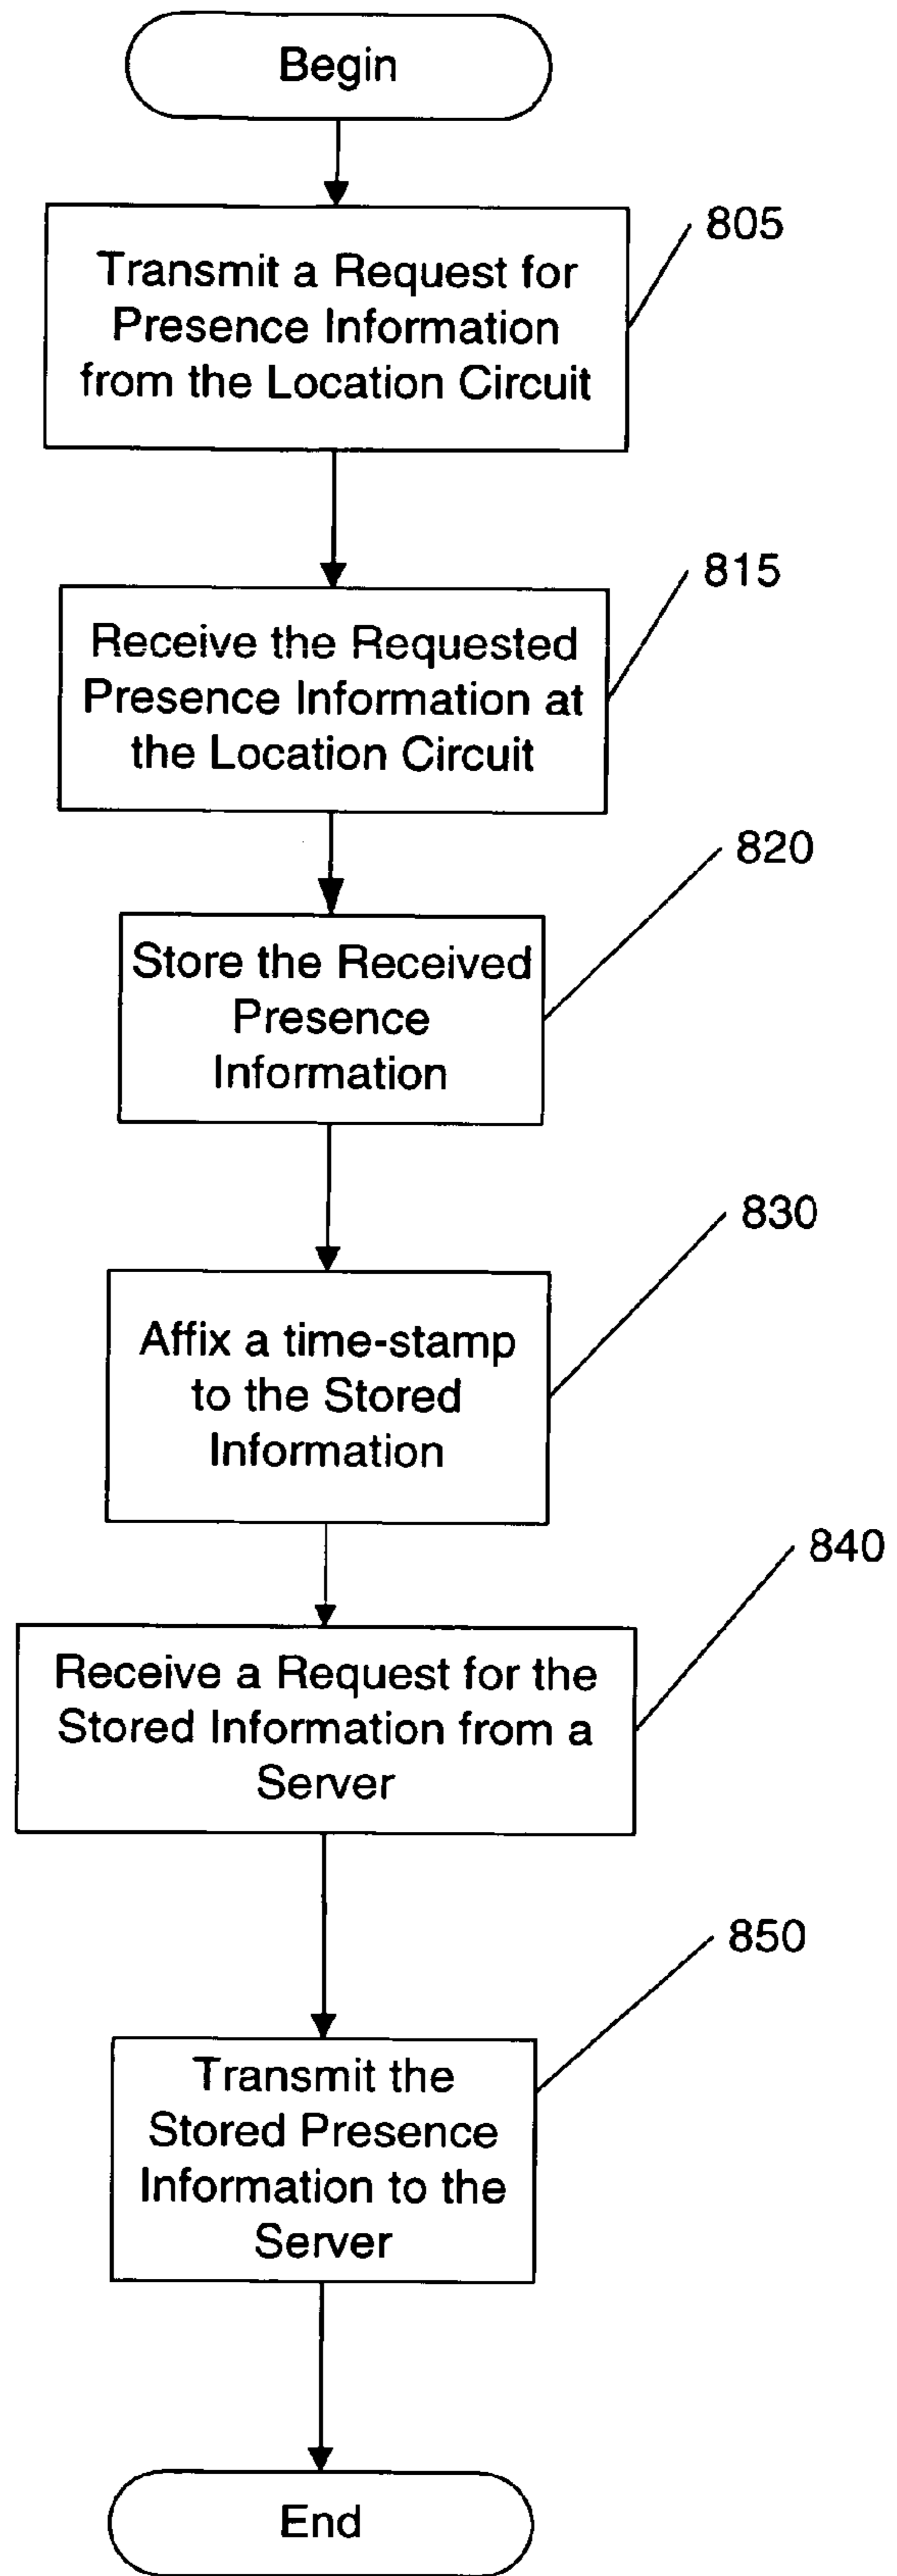 Begin
805
Transmit a Request for
Presence Information
from the Location Circuit
815
Receive the Requested
Presence Information at
the Location Circuit
820
Store the Received
Presence
Information
830
Affix a time-stamp
to the Stored
Information
840
Receive a Request for the
Stored Information from a
Server
850
Transmit the
Stored Presence
Information to the
Server
End